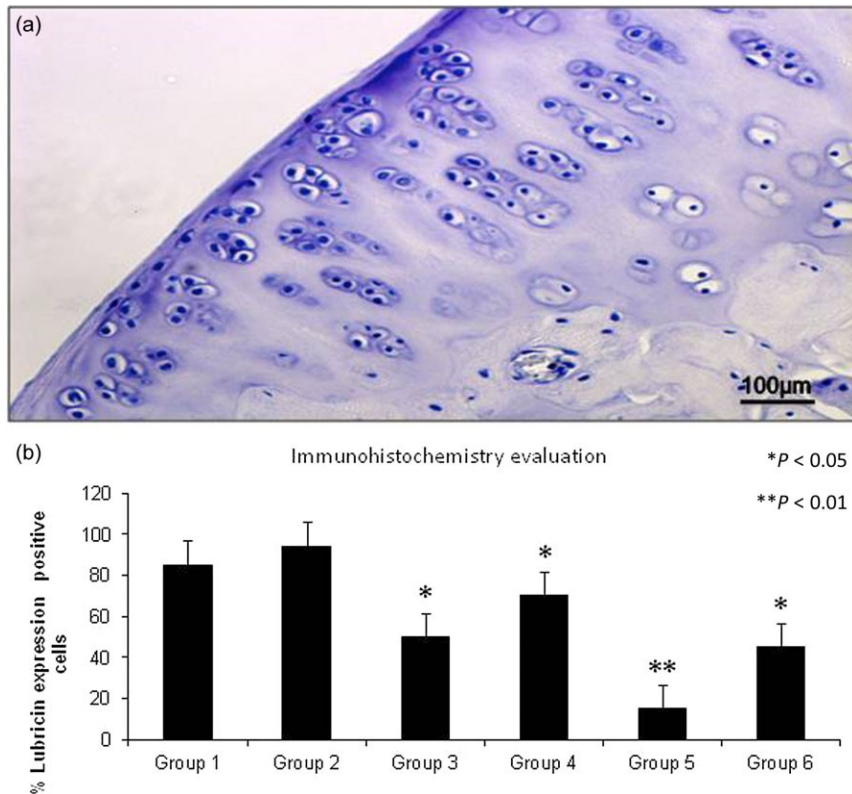 (a)
100µm
(b)
Immunohistochemistry evaluation
*P < 0.05
**P < 0.01
% Lubricin expression positive
cells
120
100
80
60
40
20
0
*
*
**
*
Group 1
Group 2
Group 3
Group 4
Group 5
Group 6